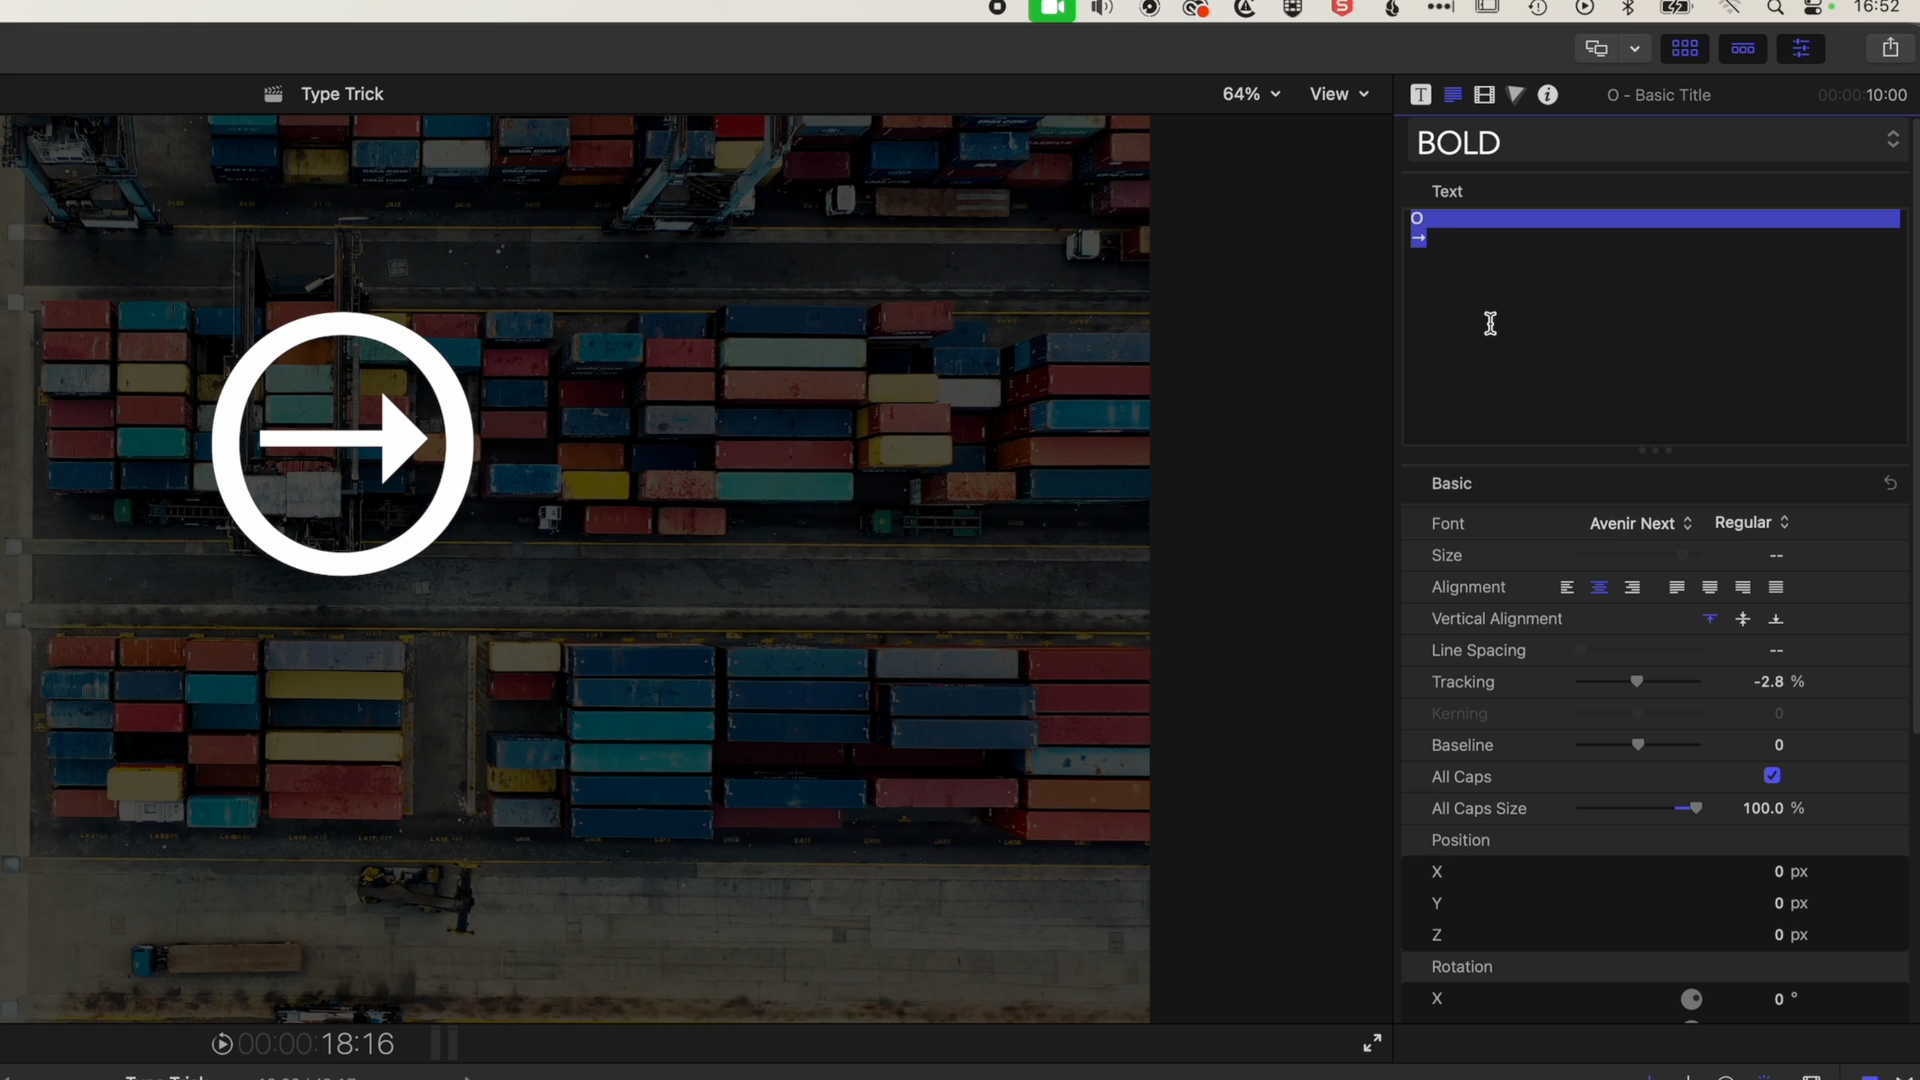 16:52
Type Trick
64%
View
O - Basic Title
00:00:10:00
BOLD
Text
O
→
Basic
Font
Avenir Next
Regular
Size
--
Alignment
Vertical Alignment
Line Spacing
--
Tracking
-2.8 %
Kerning
0
Baseline
0
All Caps
All Caps Size
100.0 %
Position
X
0 px
Y
0 px
Z
0 px
Rotation
X
0 °
00:00:18:16